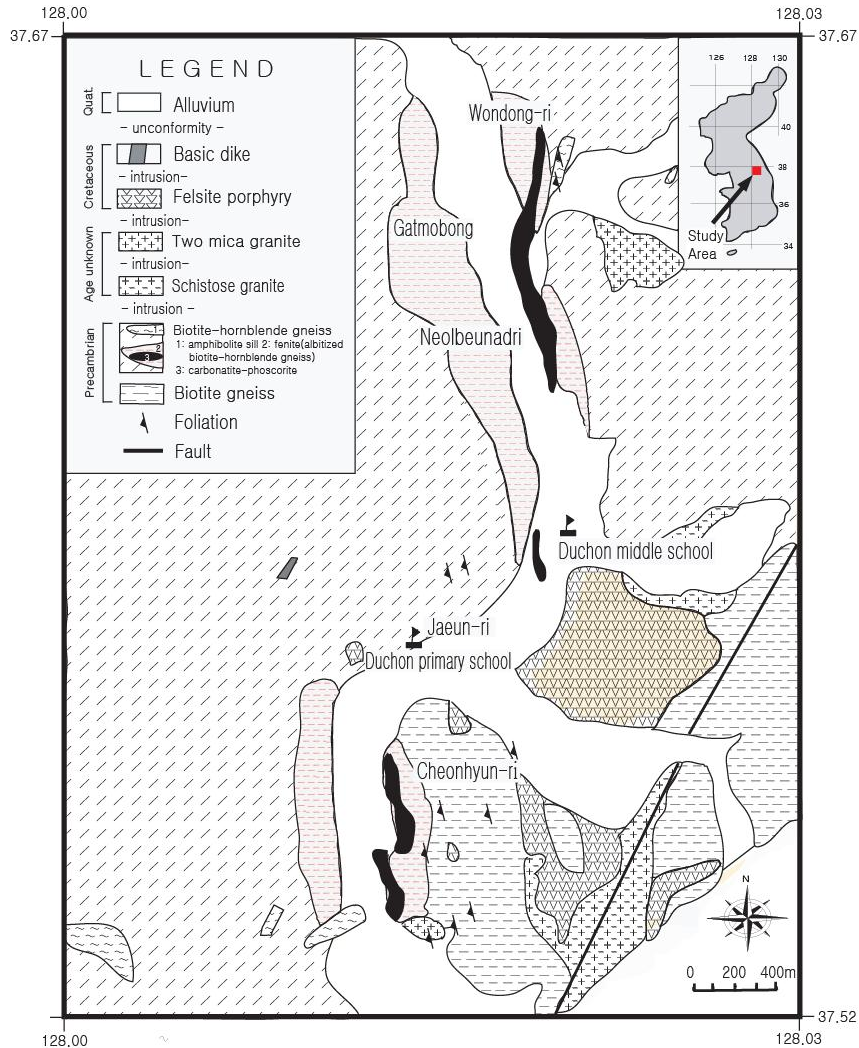 128.00
128.03
37.67
37.67
LEGEND
Quat.
Alluvium
- unconformity -
Cretaceous
Basic dike
- intrusion-
Felsite porphyry
- intrusion-
Age unknown
Two mica granite
- intrusion-
Schistose granite
- intrusion -
Precambrian
Biotite-hornblende gneiss
1: amphibolite sill 2: fenite(albitized
biotite-hornblende gneiss)
3: carbonatite-phoscorite
1
2
3
Biotite gneiss
Foliation
Fault
126
128
130
40
38
36
34
Study
Area
Wondong-ri
Gatmobong
Neolbeunadri
Duchon middle school
Jaeun-ri
Duchon primary school
Cheonhyun-ri
N
0 200 400m
37.52
128.00
128.03